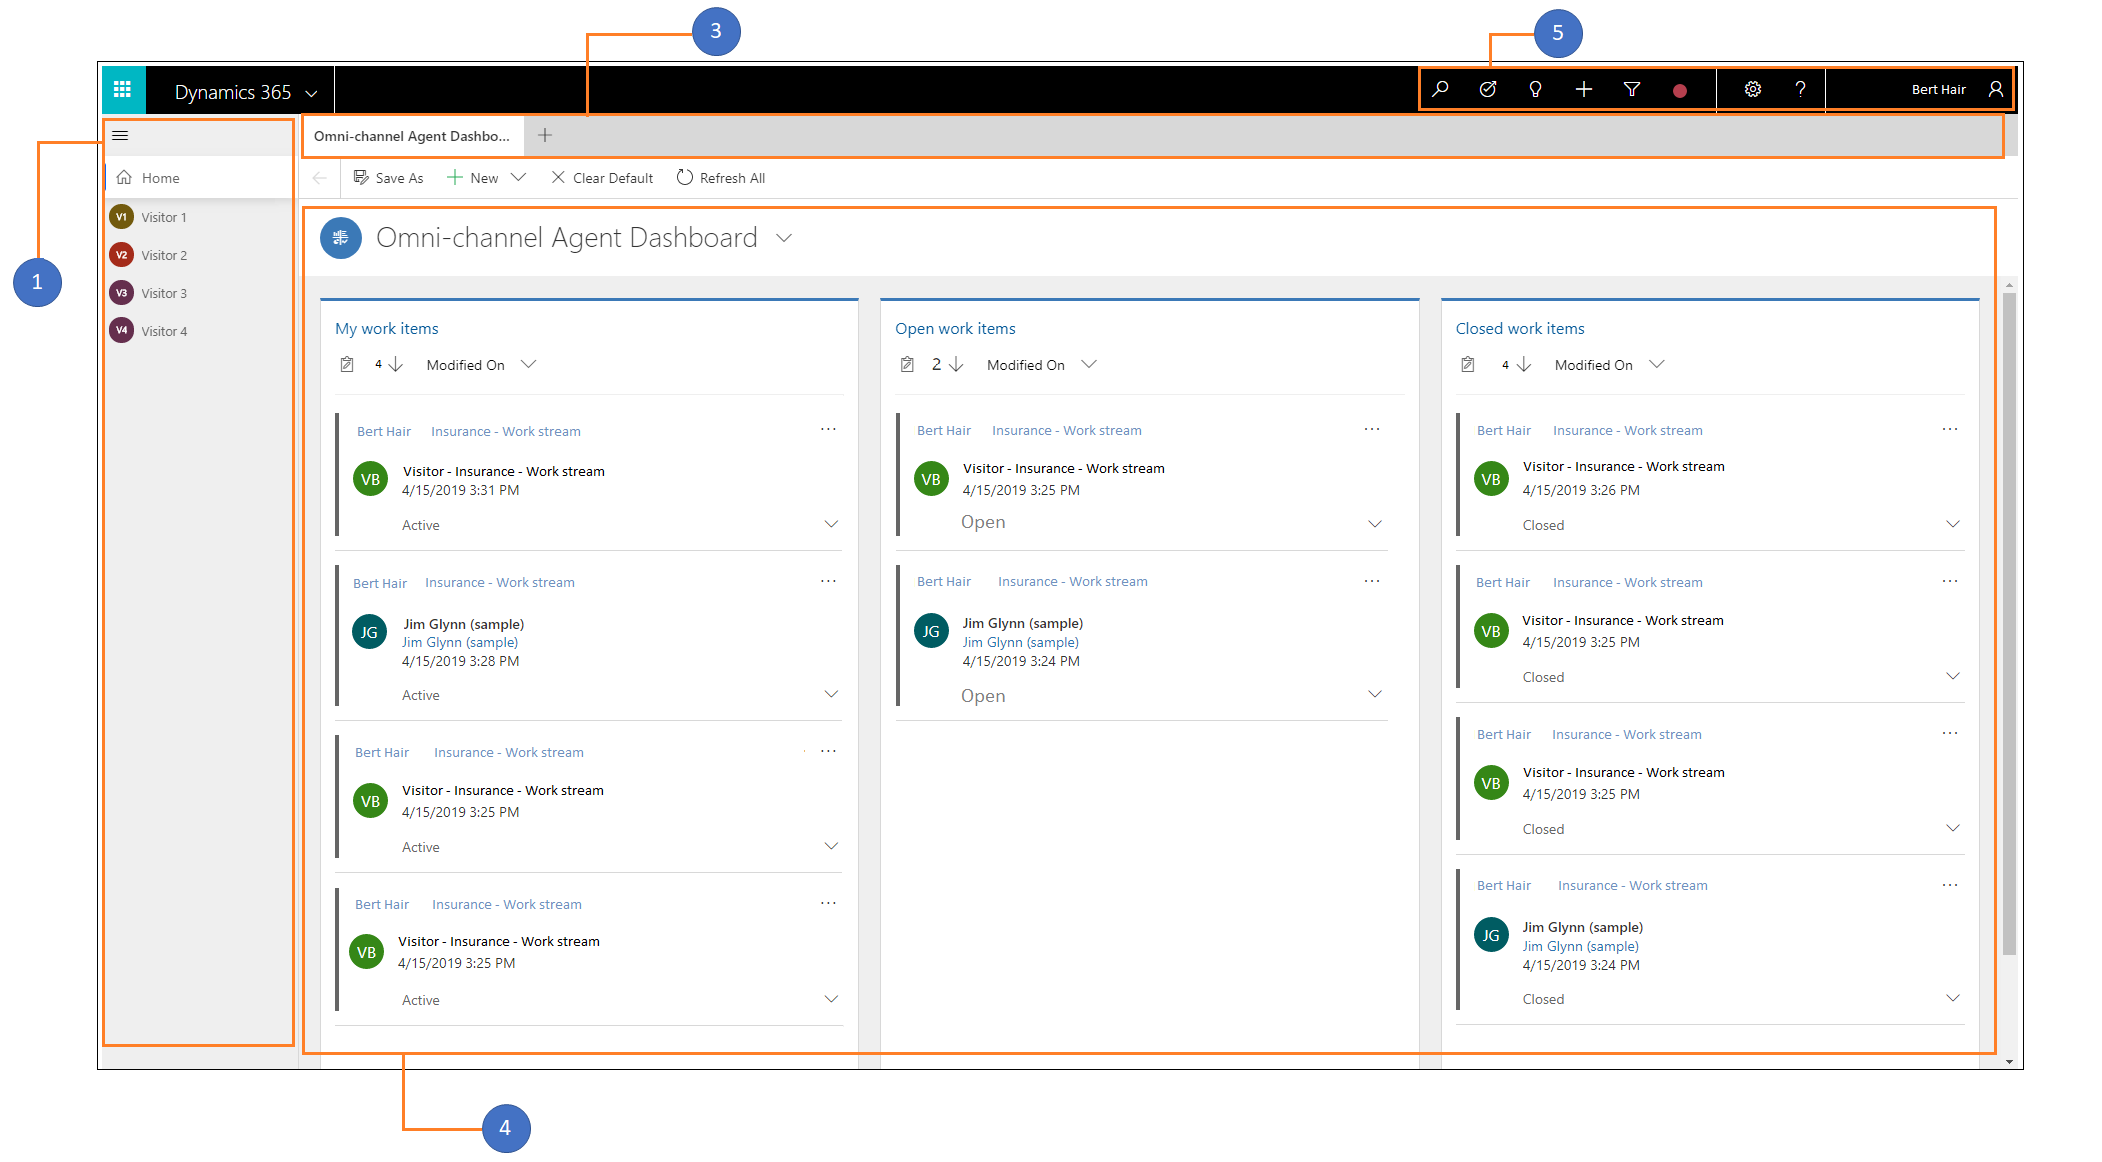 3
5
Dynamics 365
Bert Hair
Omni-channel Agent Dashbo...
Save As
New
Clear Default
Refresh All
1
Home
V1 Visitor 1
V2 Visitor 2
V3 Visitor 3
V4 Visitor 4
Omni-channel Agent Dashboard
My work items
4 Modified On
Bert Hair Insurance - Work stream ...
VB
Visitor - Insurance - Work stream
4/15/2019 3:31 PM
Active
Bert Hair Insurance - Work stream ...
JG
Jim Glynn (sample)
Jim Glynn (sample)
4/15/2019 3:28 PM
Active
Bert Hair Insurance - Work stream ...
VB
Visitor - Insurance - Work stream
4/15/2019 3:25 PM
Active
Bert Hair Insurance - Work stream ...
VB
Visitor - Insurance - Work stream
4/15/2019 3:25 PM
Active
Open work items
2 Modified On
Bert Hair Insurance - Work stream ...
VB
Visitor - Insurance - Work stream
4/15/2019 3:25 PM
Open
Bert Hair Insurance - Work stream ...
JG
Jim Glynn (sample)
Jim Glynn (sample)
4/15/2019 3:24 PM
Open
Closed work items
4 Modified On
Bert Hair Insurance - Work stream ...
VB
Visitor - Insurance - Work stream
4/15/2019 3:26 PM
Closed
Bert Hair Insurance - Work stream ...
VB
Visitor - Insurance - Work stream
4/15/2019 3:25 PM
Closed
Bert Hair Insurance - Work stream ...
VB
Visitor - Insurance - Work stream
4/15/2019 3:25 PM
Closed
Bert Hair Insurance - Work stream ...
JG
Jim Glynn (sample)
Jim Glynn (sample)
4/15/2019 3:24 PM
Closed
4